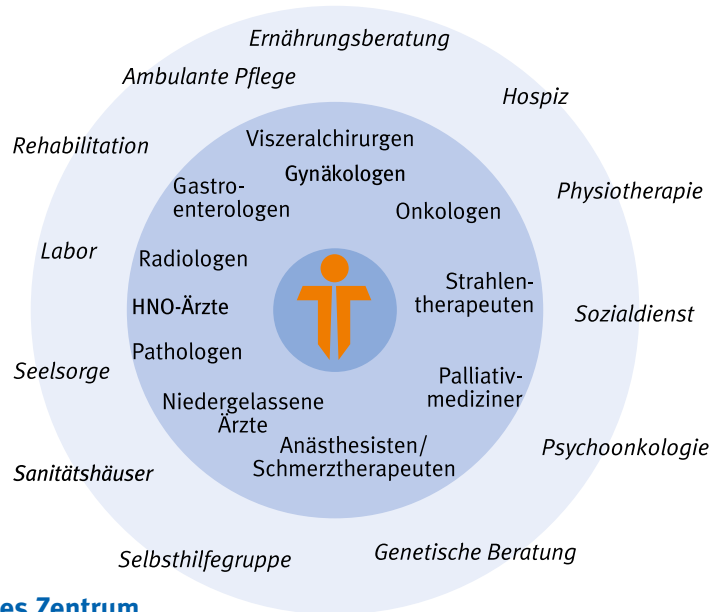 Ernährungsberatung
Ambulante Pflege
Hospiz
Rehabilitation
Viszeralchirurgen
Gynäkologen
Gastro-
enterologen
Onkologen
Physiotherapie
Labor
Radiologen
Strahlen-
therapeuten
HNO-Ärzte
Sozialdienst
Pathologen
Seelsorge
Palliativ-
mediziner
Niedergelassene
Ärzte
Anästhesisten/
Schmerztherapeuten
Psychoonkologie
Sanitätshäuser
Selbsthilfegruppe
Genetische Beratung
es Zentrum